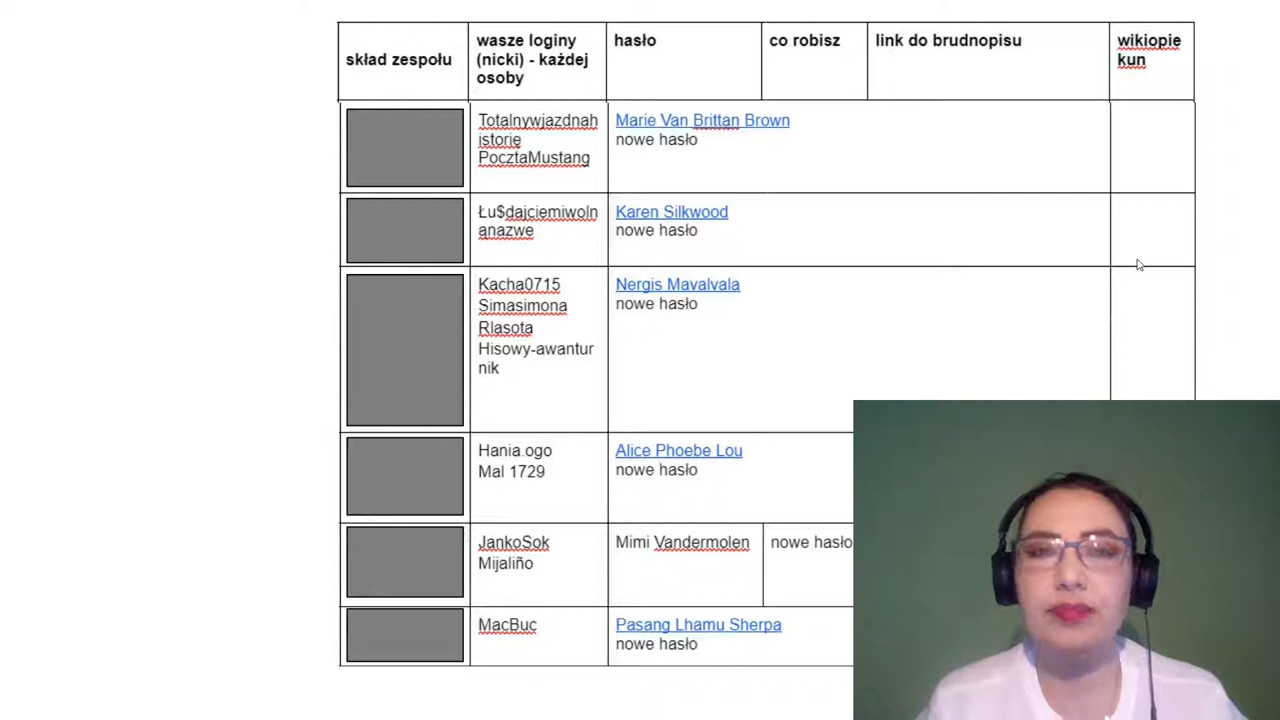 skład zespołu
wasze loginy
(nicki) - każdej
osoby
hasło
co robisz
link do brudnopisu
wikiopie
kun
Totalnywjazdnah
istorię
PocztaMustang
Marie Van Brittan Brown
nowe hasło
Łu$dajciemiwoln
ąnazwe
Karen Silkwood
nowe hasło
Kacha0715
Simasimona
Rlasota
Hisowy-awantur
nik
Nergis Mavalvala
nowe hasło
Hania.ogo
Mal 1729
Alice Phoebe Lou
nowe hasło
JankoSok
Mijaliño
Mimi Vandermolen
nowe hasło
MacBuc
Pasang Lhamu Sherpa
nowe hasło